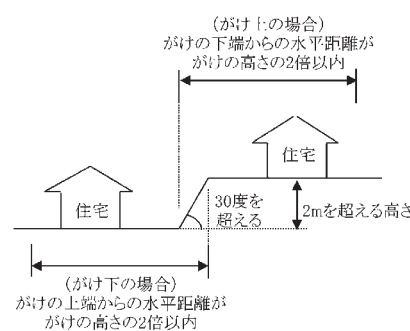 (がけ上の場合)
がけの下端からの水平距離が
がけの高さの2倍以内
住宅
住宅
30度を
超える
2mを超える高さ
(がけ下の場合)
がけの上端からの水平距離が
がけの高さの2倍以内